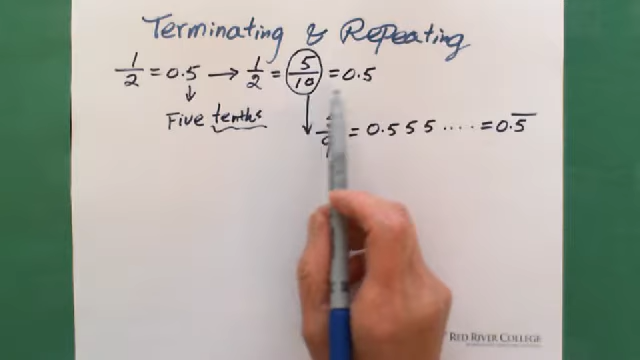 Terminating & Repeating
1/2 = 0.5 → 1/2 = 5/10 = 0.5
↓
Five tenths
= 0.555.... = 0.5̅
RED RIVER COLLEGE